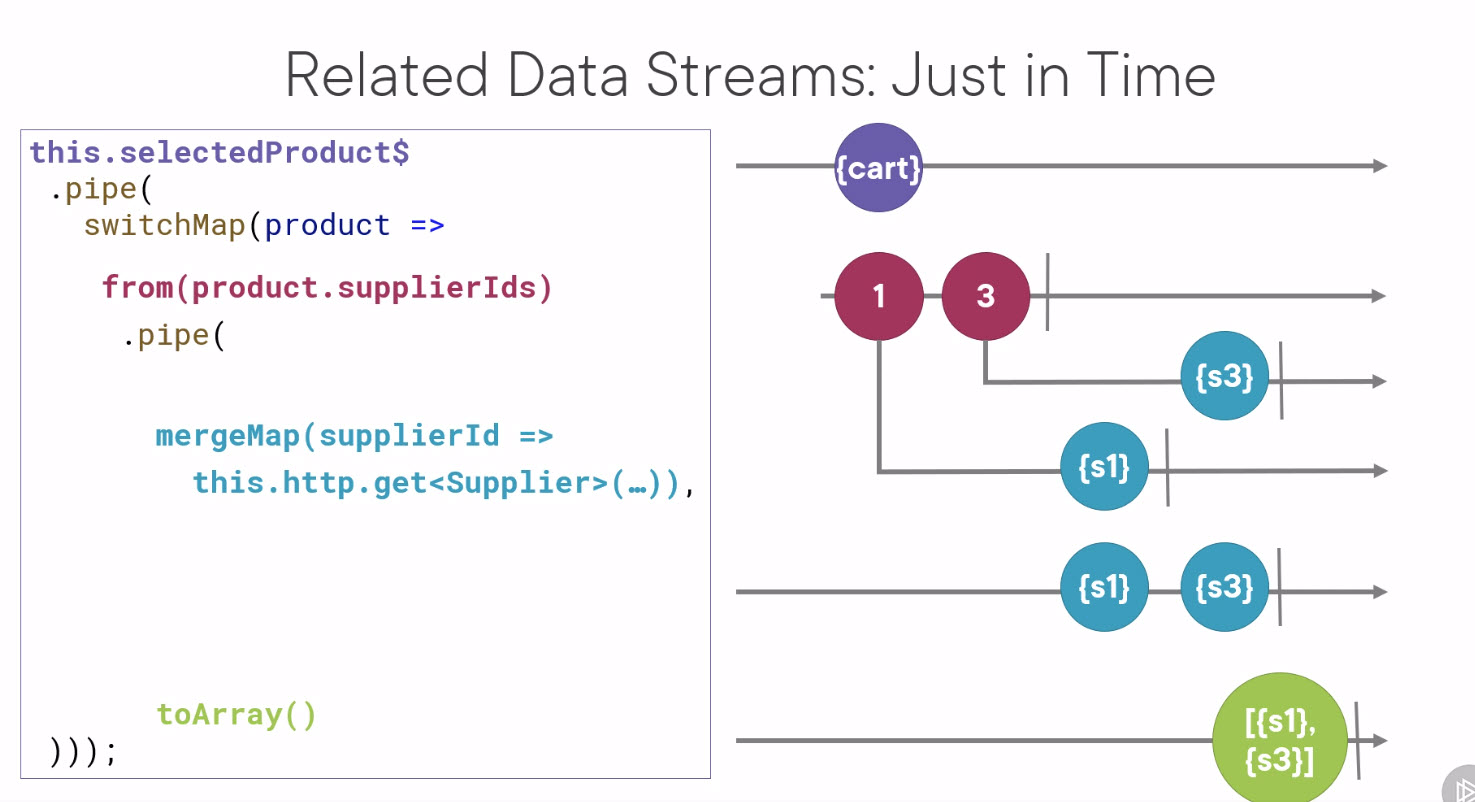 Related Data Streams: Just in Time
this.selectedProduct$
.pipe(
switchMap(product =>
from(product.supplierIds)
.pipe(
mergeMap(supplierId =>
this.http.get<Supplier>(…)),
toArray()
)));
{cart}
1 3
{s3}
{s1}
{s1} {s3}
[{s1},
{s3}]